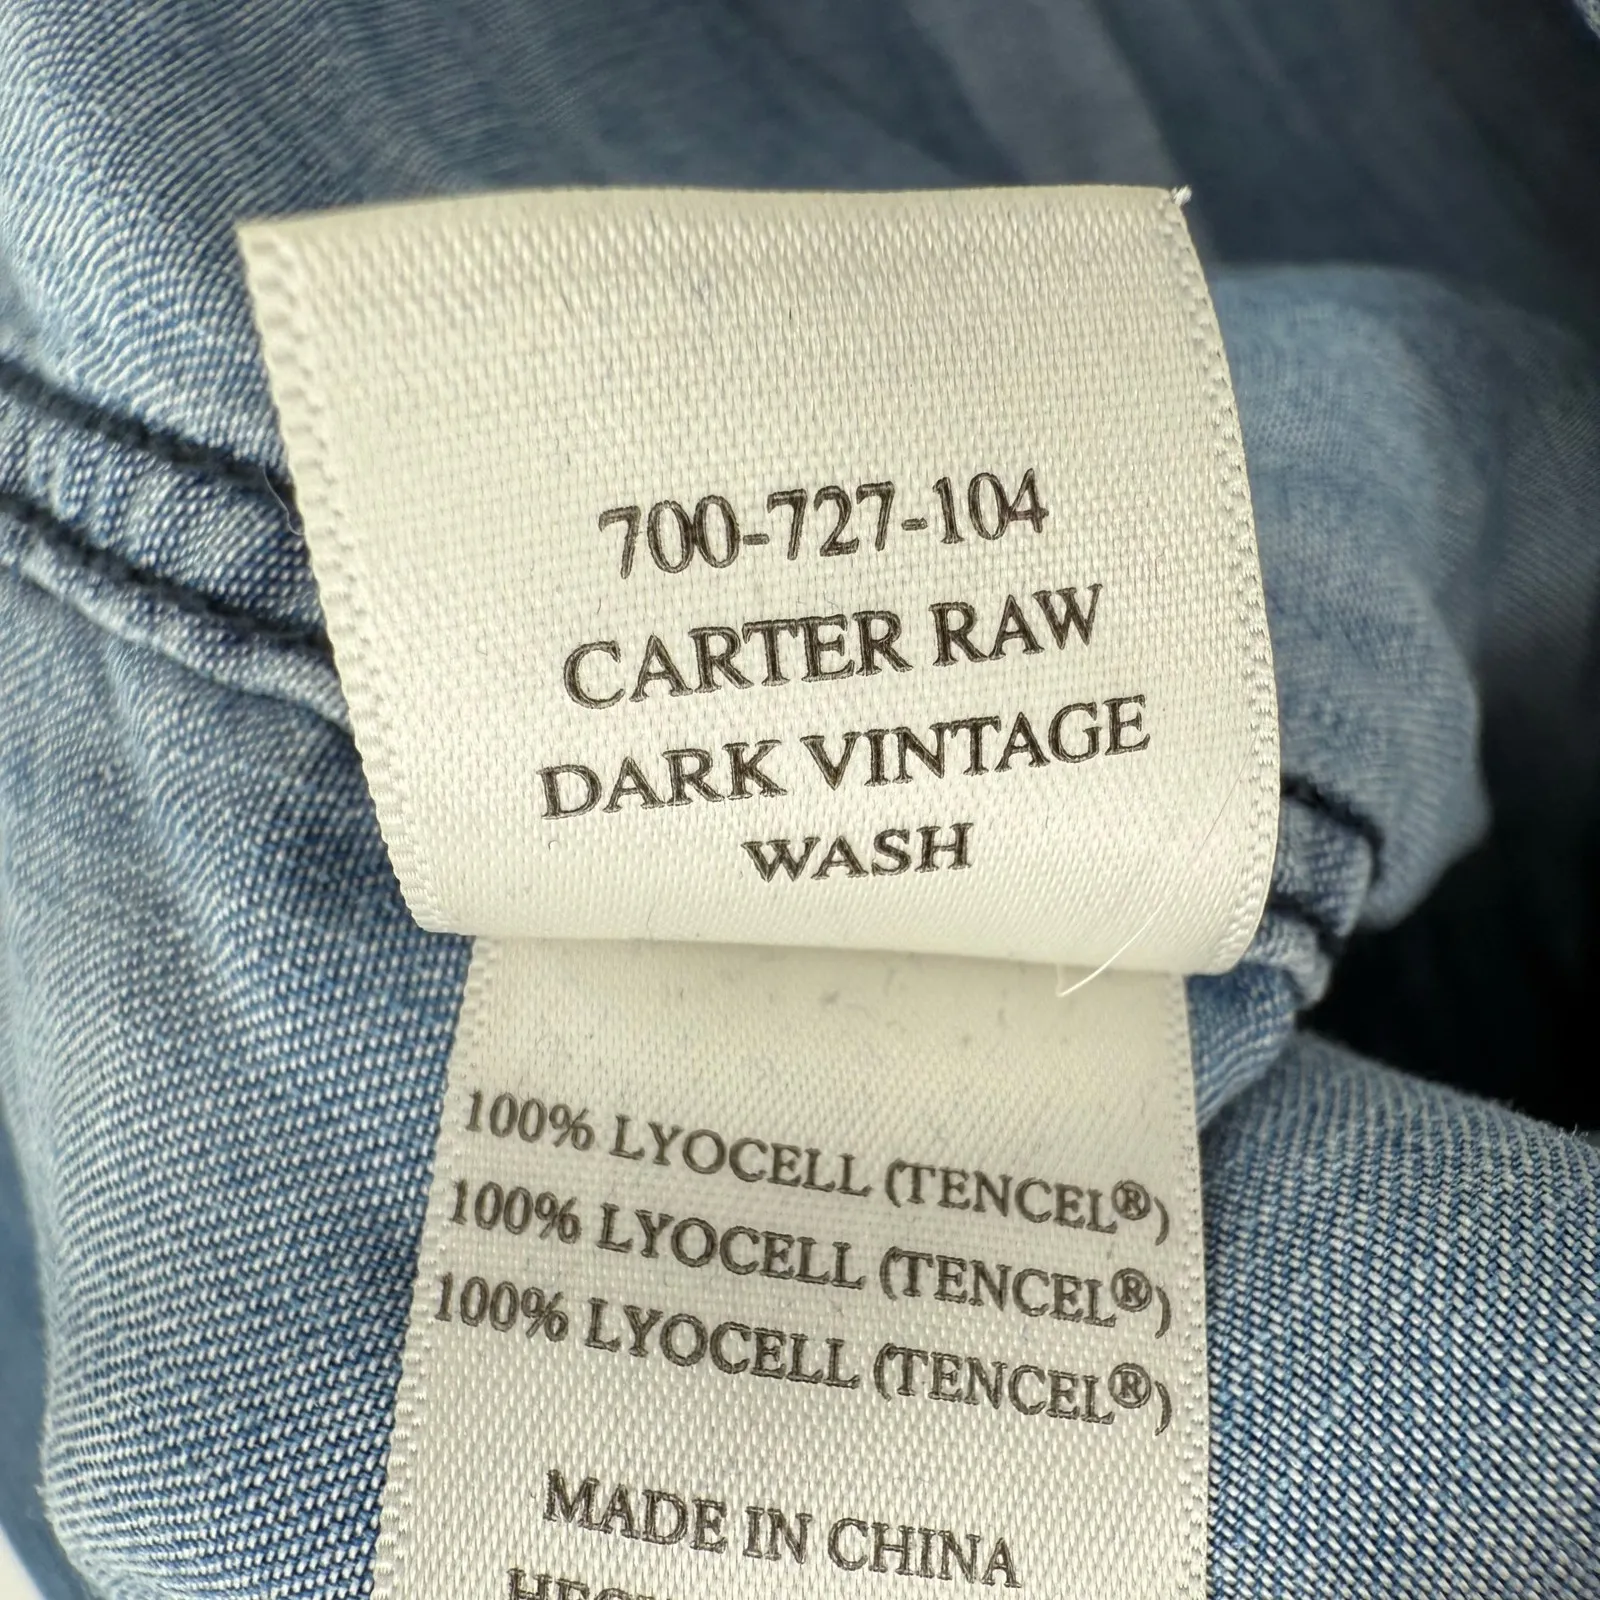 700-727-104
CARTER RAW
DARK VINTAGE
WASH
100% LYOCELL (TENCEL®)
100% LYOCELL (TENCEL®)
100% LYOCELL (TENCEL®)
MADE IN CHINA